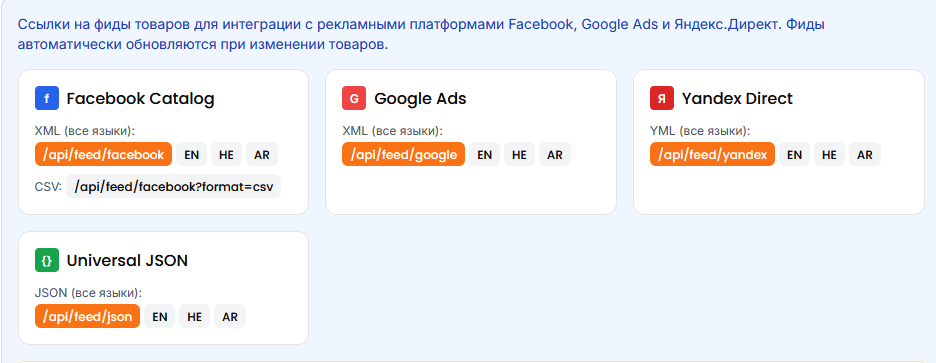 Ссылки на фиды товаров для интеграции с рекламными платформами Facebook, Google Ads и Яндекс.Директ. Фиды
автоматически обновляются при изменении товаров.
f Facebook Catalog
XML (все языки):
/api/feed/facebook EN HE AR
CSV: /api/feed/facebook?format=csv
G Google Ads
XML (все языки):
/api/feed/google EN HE AR
Я Yandex Direct
YML (все языки):
/api/feed/yandex EN HE AR
{} Universal JSON
JSON (все языки):
/api/feed/json EN HE AR